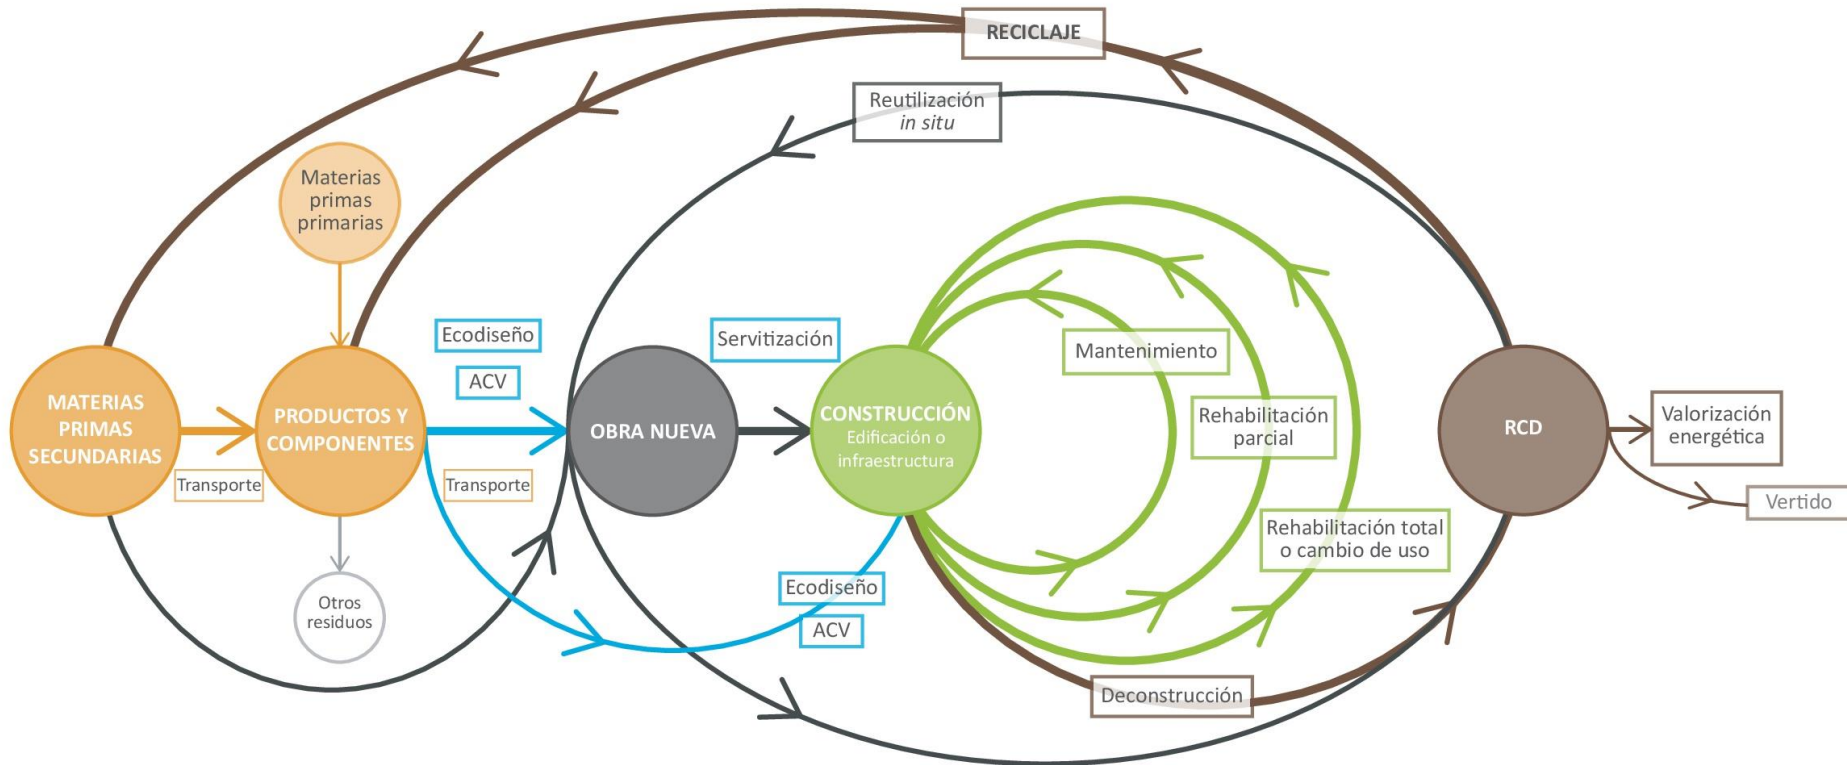 RECICLAJE
Reutilización
in situ
Materias
primas
primarias
Ecodiseño
ACV
Servitización
Mantenimiento
MATERIAS
PRIMAS
SECUNDARIAS
Transporte
PRODUCTOS Y
COMPONENTES
Transporte
OBRA NUEVA
CONSTRUCCIÓN
Edificación o
infraestructura
Rehabilitación
parcial
RCD
Valorización
energética
Vertido
Rehabilitación total
o cambio de uso
Otros
residuos
Ecodiseño
ACV
Deconstrucción